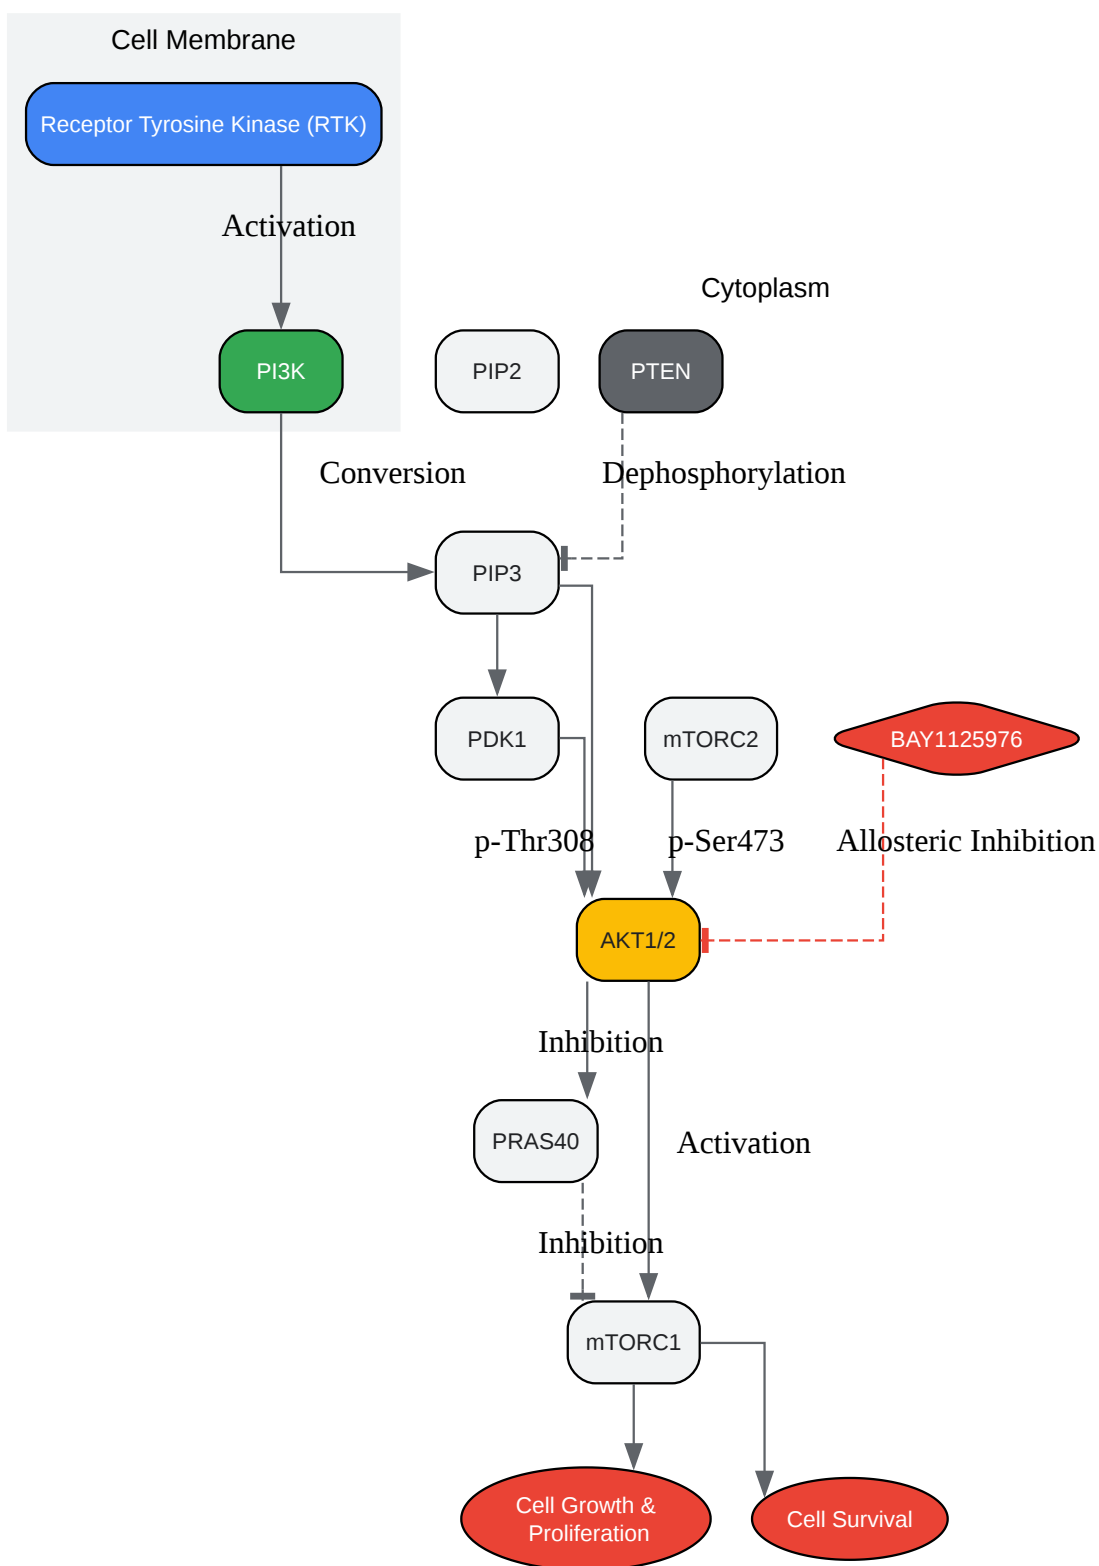 Cell Membrane
Receptor Tyrosine Kinase (RTK)
Activation
Cytoplasm
PI3K
PIP2
PTEN
Conversion
Dephosphorylation
PIP3
PDK1
mTORC2
BAY1125976
p-Thr308
p-Ser473
Allosteric Inhibition
AKT1/2
Inhibition
PRAS40
Activation
Inhibition
mTORC1
Cell Growth &
Proliferation
Cell Survival